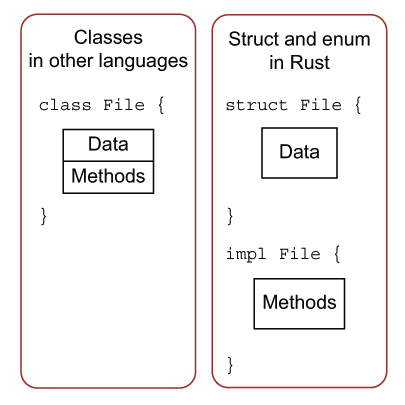 Classes
in other languages
class File {
Data
Methods
}
Struct and enum
in Rust
struct File {
Data
}
impl File {
Methods
}